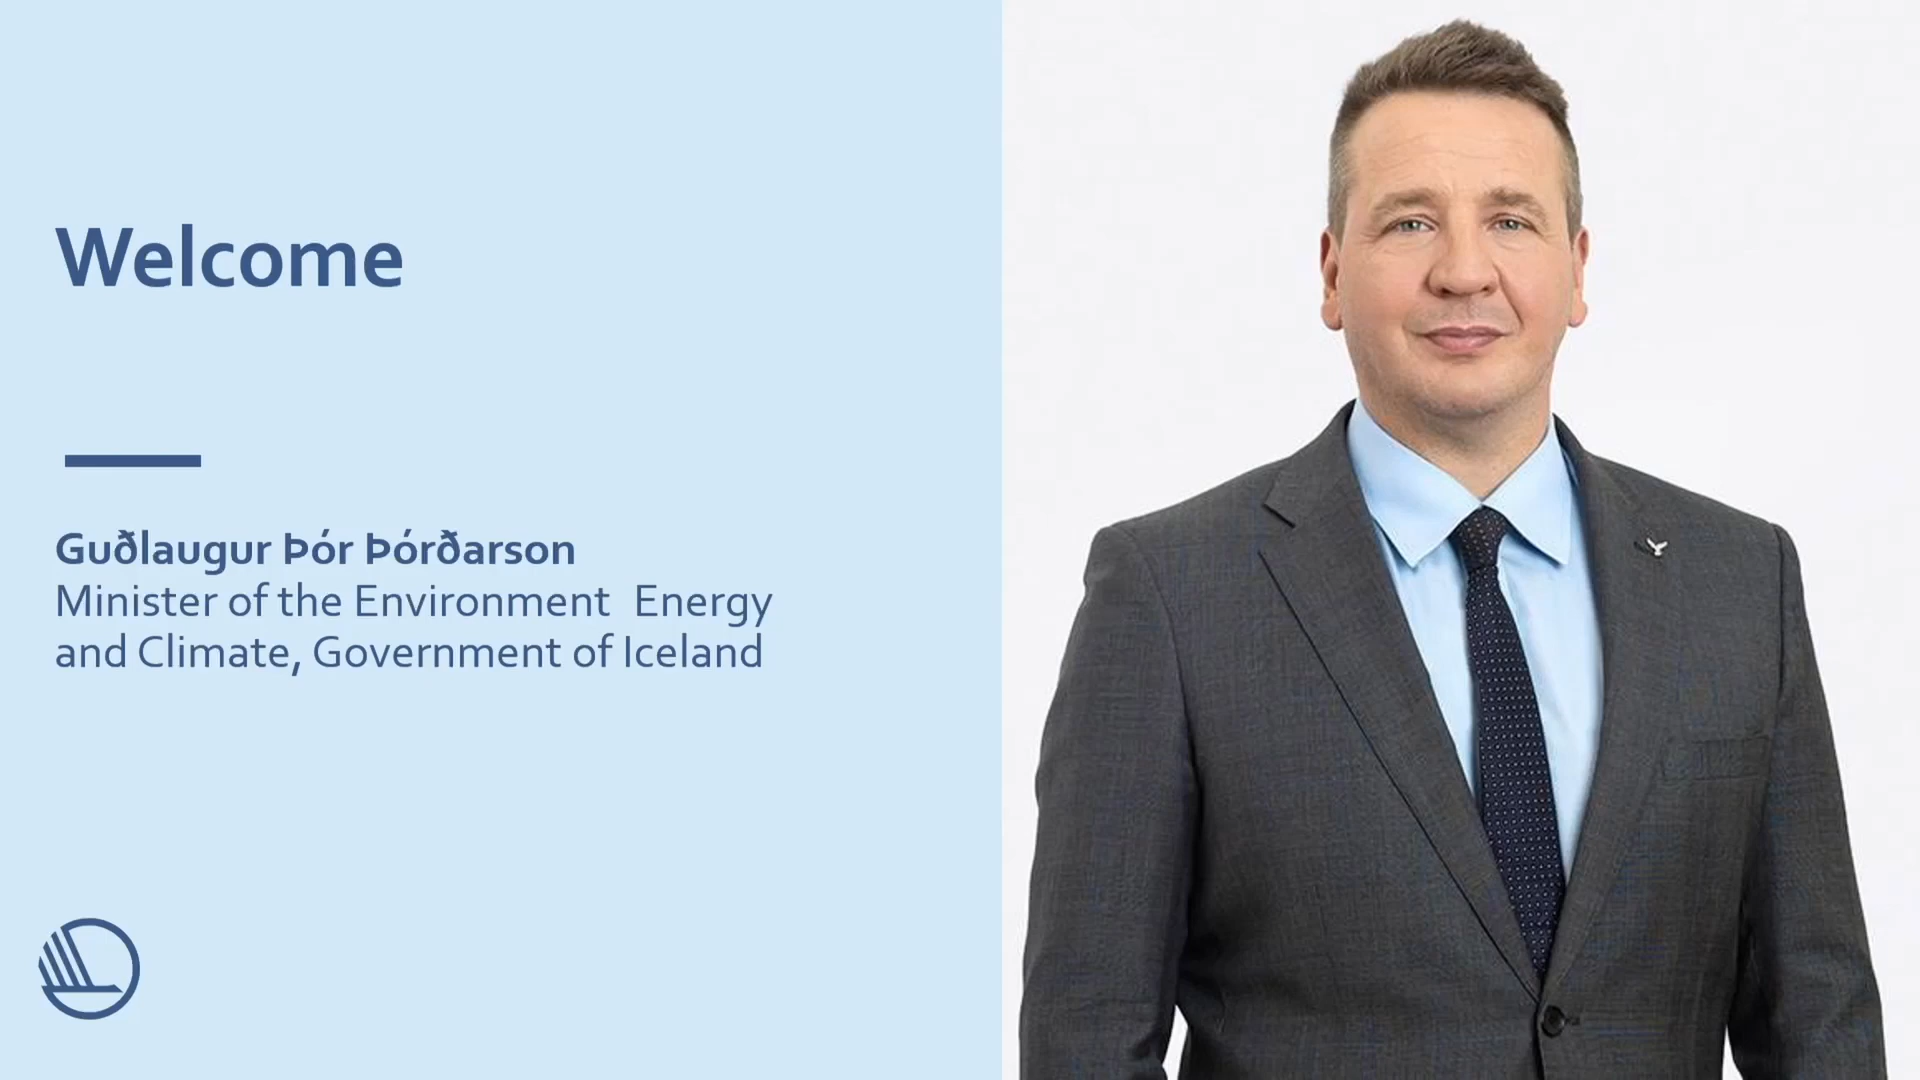 Welcome
Guðlaugur Þór Þórðarson
Minister of the Environment  Energy
and Climate, Government of Iceland